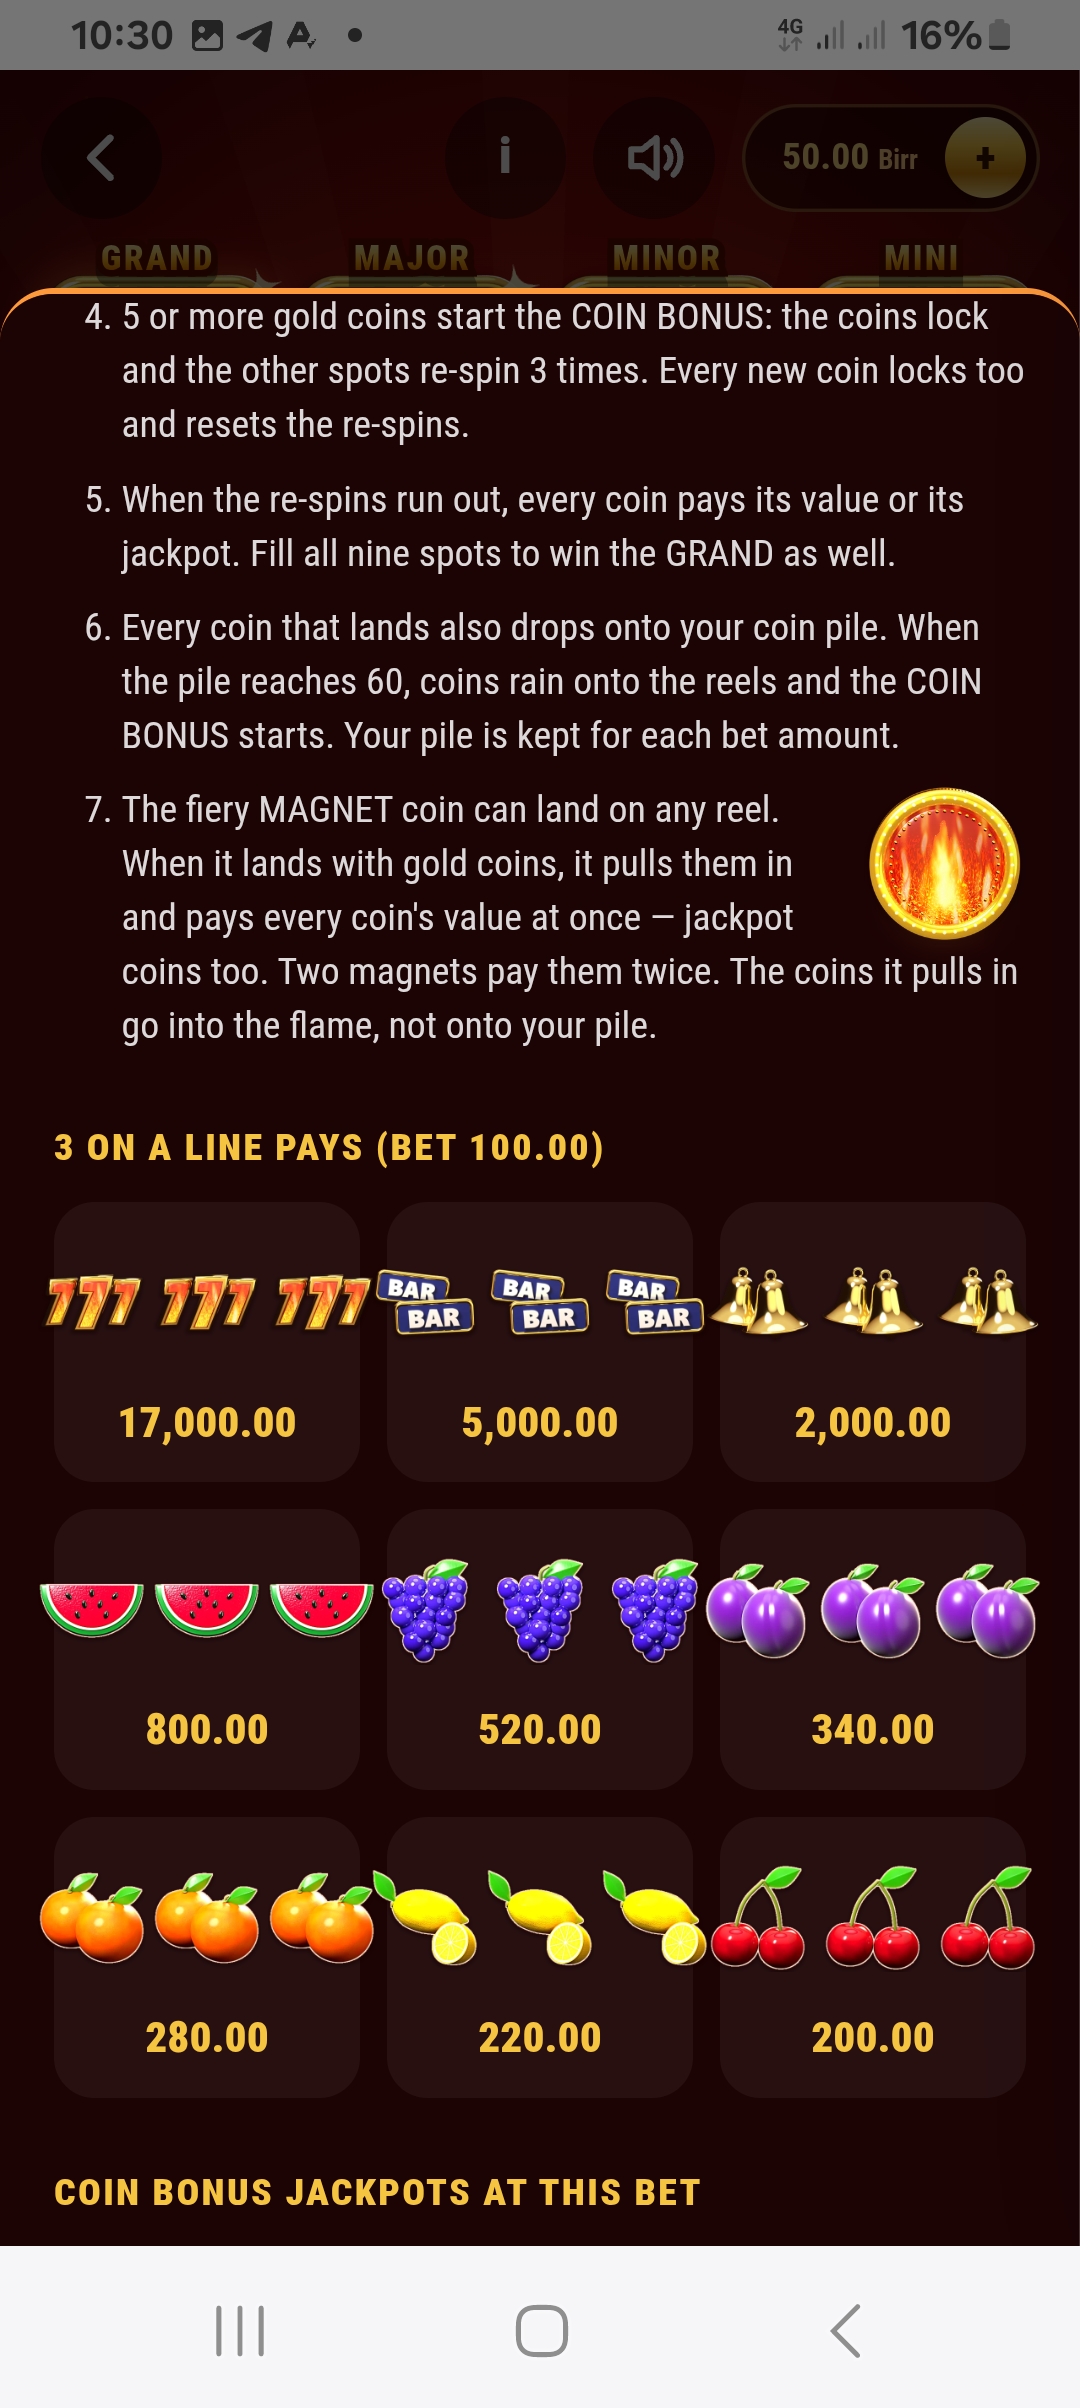 10:30
4G
16%
i
50.00 Birr
+
GRAND
MAJOR
MINOR
MINI
4. 5 or more gold coins start the COIN BONUS: the coins lock
and the other spots re-spin 3 times. Every new coin locks too
and resets the re-spins.
5. When the re-spins run out, every coin pays its value or its
jackpot. Fill all nine spots to win the GRAND as well.
6. Every coin that lands also drops onto your coin pile. When
the pile reaches 60, coins rain onto the reels and the COIN
BONUS starts. Your pile is kept for each bet amount.
7. The fiery MAGNET coin can land on any reel.
When it lands with gold coins, it pulls them in
and pays every coin's value at once — jackpot
coins too. Two magnets pay them twice. The coins it pulls in
go into the flame, not onto your pile.
3 ON A LINE PAYS (BET 100.00)
777 777 777
BAR BAR BAR
BAR BAR BAR
17,000.00
5,000.00
2,000.00
800.00
520.00
340.00
280.00
220.00
200.00
COIN BONUS JACKPOTS AT THIS BET